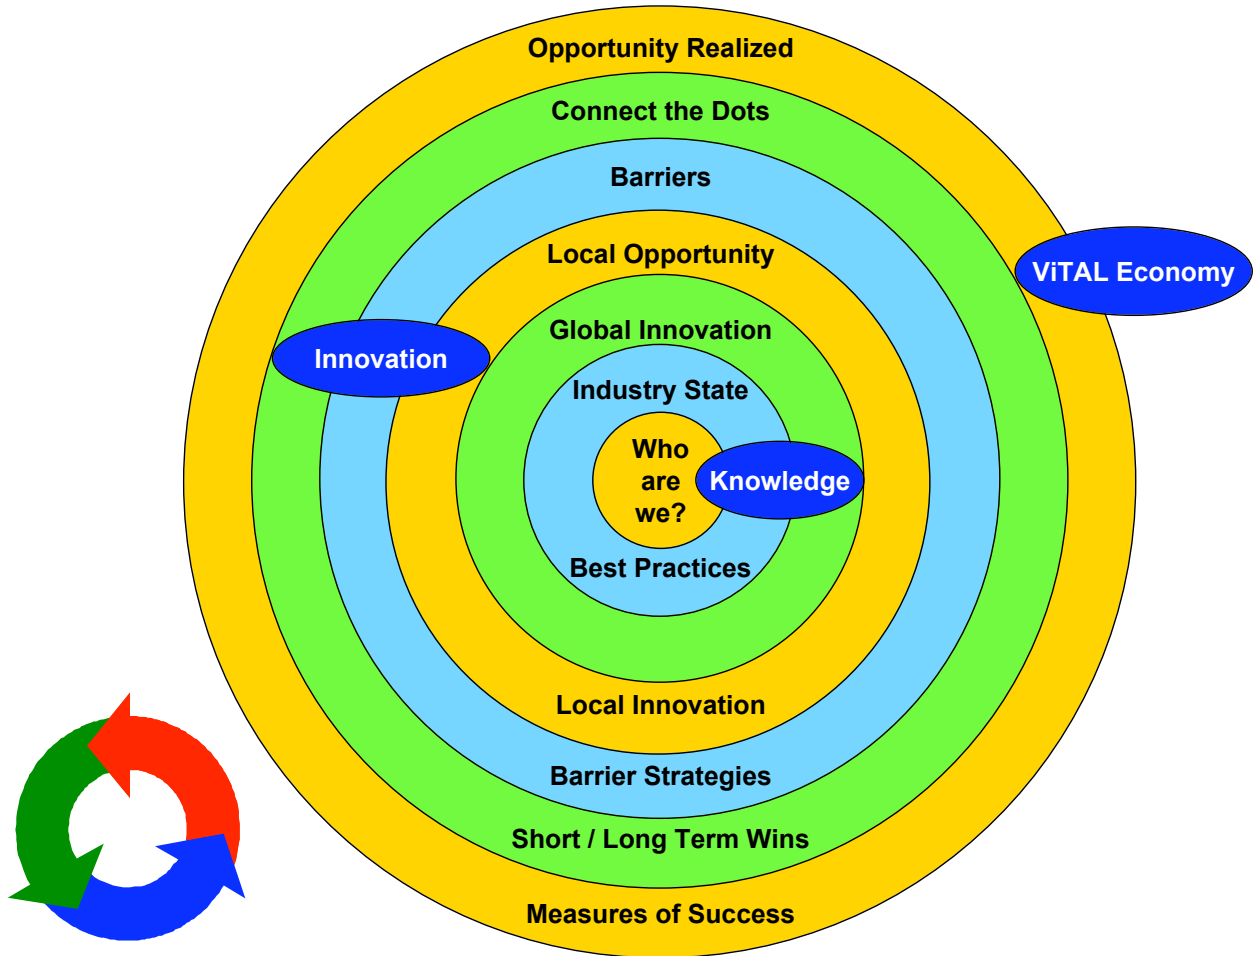 Opportunity Realized
Connect the Dots
Barriers
Local Opportunity
ViTAL Economy
Global Innovation
Innovation
Industry State
Who
are
we?
Knowledge
Best Practices
Local Innovation
Barrier Strategies
Short / Long Term Wins
Measures of Success